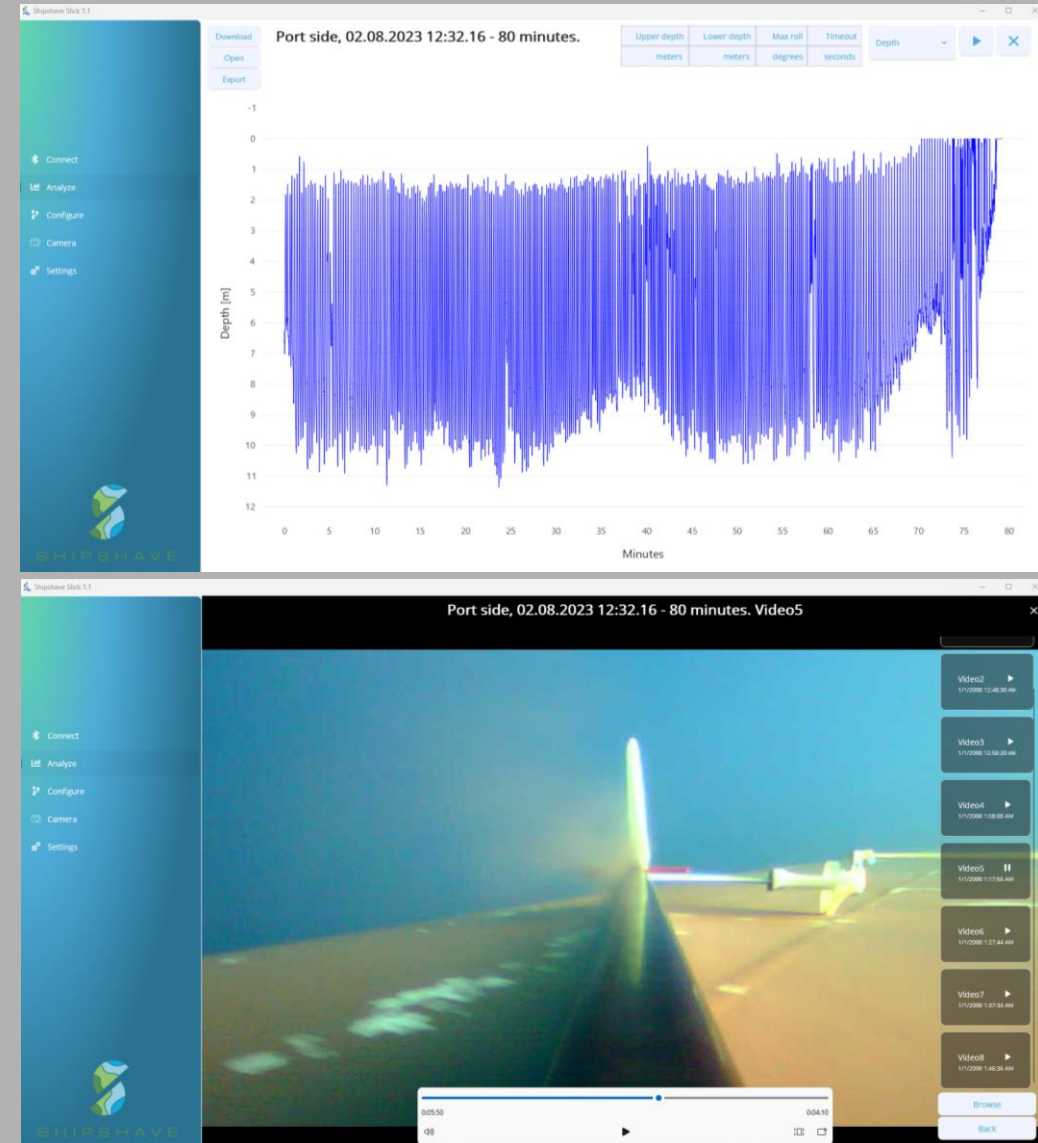 Shipshave Slick 1.1
Download
Open
Export
Port side, 02.08.2023 12:32.16 - 80 minutes.
Upper depth Lower depth Max roll Timeout
meters meters degrees seconds
Depth
Connect
Analyze
Configure
Camera
Settings
SHIPSHAVE
Depth [m]
-1
0
1
2
3
4
5
6
7
8
9
10
11
12
0 5 10 15 20 25 30 35 40 45 50 55 60 65 70 75 80
Minutes
Shipshave Slick 1.1
Port side, 02.08.2023 12:32.16 - 80 minutes. Video5
Connect
Analyze
Configure
Camera
Settings
SHIPSHAVE
Video2
1/1/2000 12:48:30 AM
Video3
1/1/2000 12:58:20 AM
Video4
1/1/2000 1:08:08 AM
Video5
1/1/2000 1:17:56 AM
Video6
1/1/2000 1:27:44 AM
Video7
1/1/2000 1:37:34 AM
Video8
1/1/2000 1:46:36 AM
Browse
Back
0:05:50 0:04:10